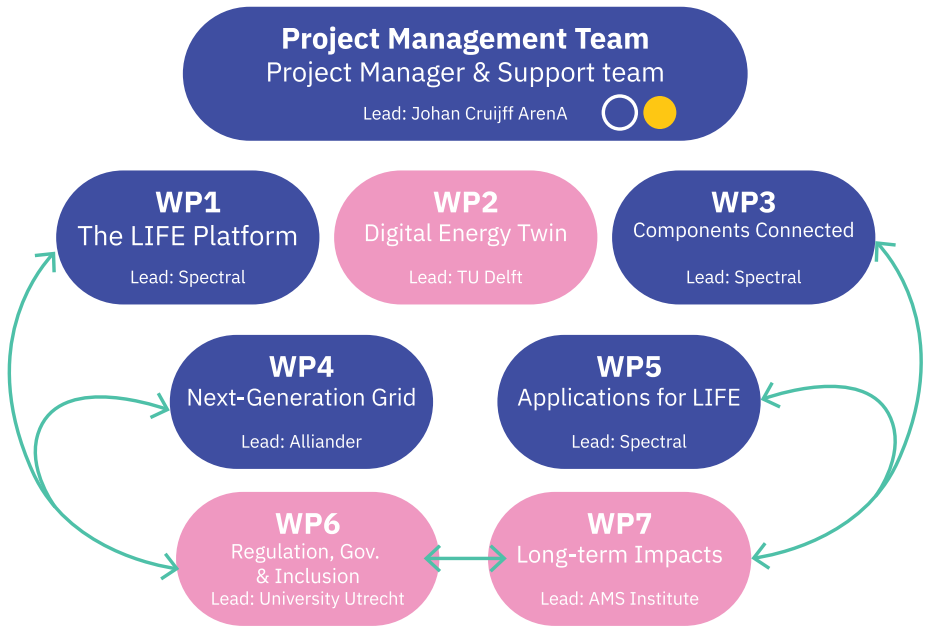 Project Management Team
Project Manager & Support team
Lead: Johan Cruijff ArenA
WP1
The LIFE Platform
Lead: Spectral
WP2
Digital Energy Twin
Lead: TU Delft
WP3
Components Connected
Lead: Spectral
WP4
Next-Generation Grid
Lead: Alliander
WP5
Applications for LIFE
Lead: Spectral
WP6
Regulation, Gov.
& Inclusion
Lead: University Utrecht
WP7
Long-term Impacts
Lead: AMS Institute